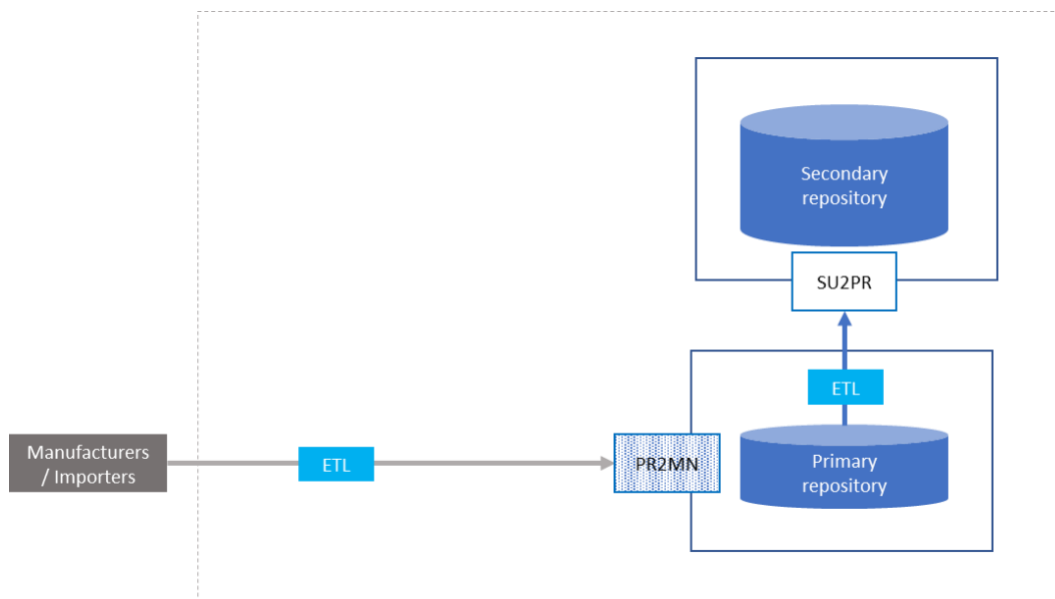 Secondary
repository
SU2PR
ETL
Manufacturers
/ Importers
ETL
PR2MN
Primary
repository